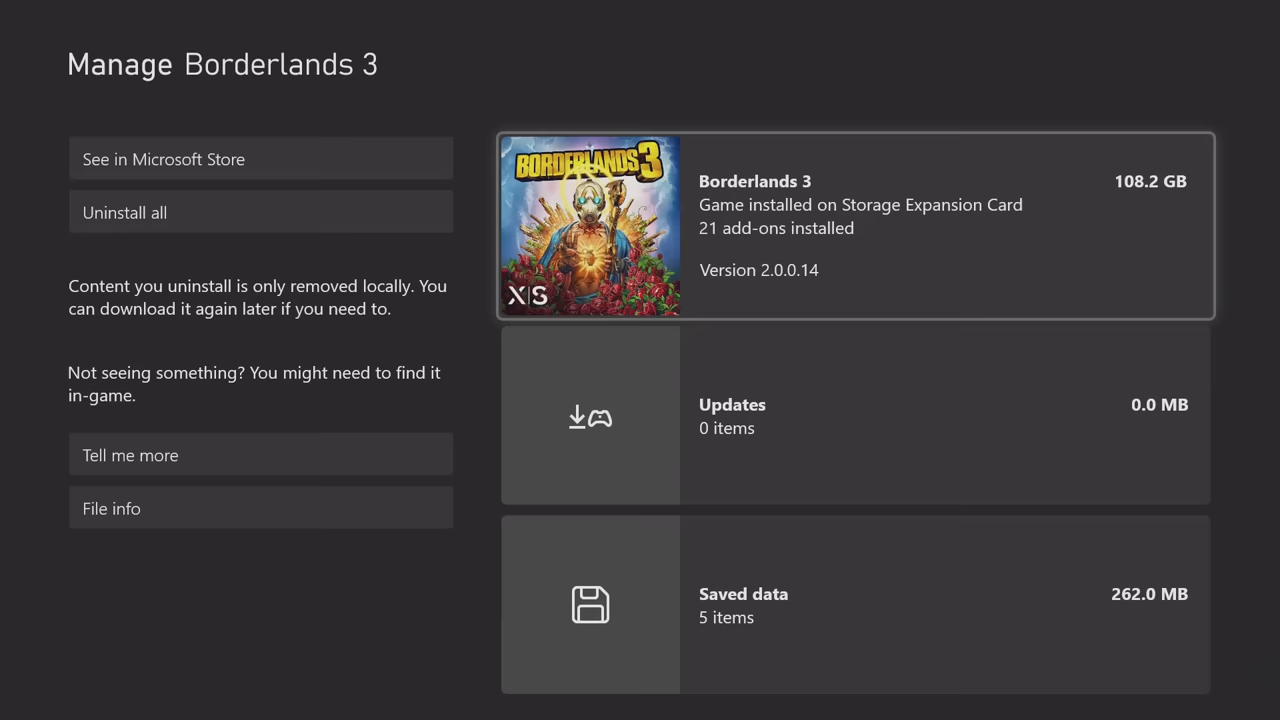 Manage Borderlands 3
See in Microsoft Store
Uninstall all
Content you uninstall is only removed locally. You
can download it again later if you need to.
Not seeing something? You might need to find it
in-game.
Tell me more
File info
BORDERLANDS 3
X|S
Borderlands 3 108.2 GB
Game installed on Storage Expansion Card
21 add-ons installed
Version 2.0.0.14
Updates 0.0 MB
0 items
Saved data 262.0 MB
5 items